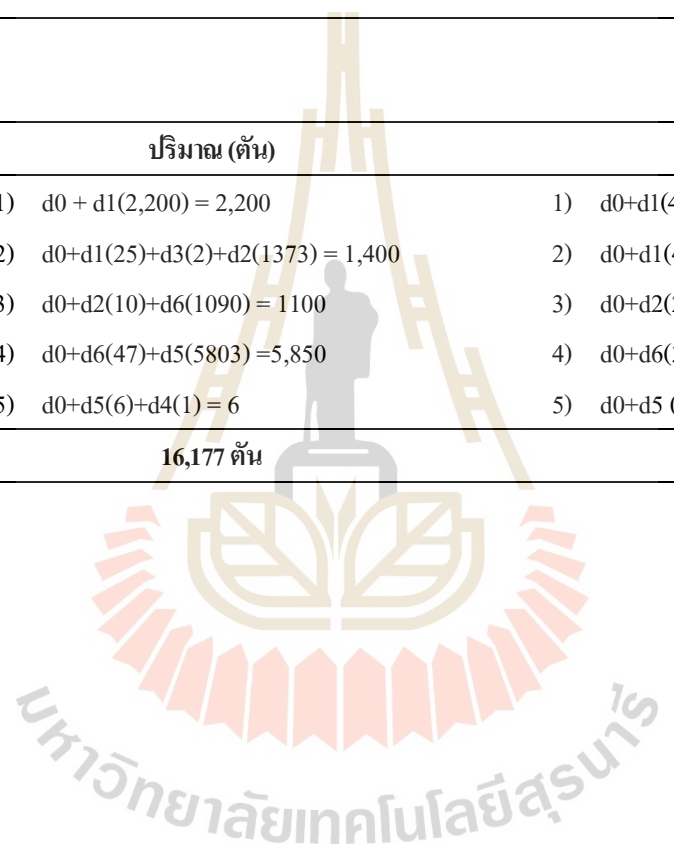 ปริมาณ (ตัน)
1) d0 + d1(2,200) = 2,200 1) d0+d1(4
2) d0+d1(25)+d3(2)+d2(1373) = 1,400 2) d0+d1(4
3) d0+d2(10)+d6(1090) = 1100 3) d0+d2(2
4) d0+d6(47)+d5(5803) =5,850 4) d0+d6(
5) d0+d5(6)+d4(1) = 6 5) d0+d5 (
16,177 ตัน
มหาวิทยาลัยเทคโนโลยีสุรนารี